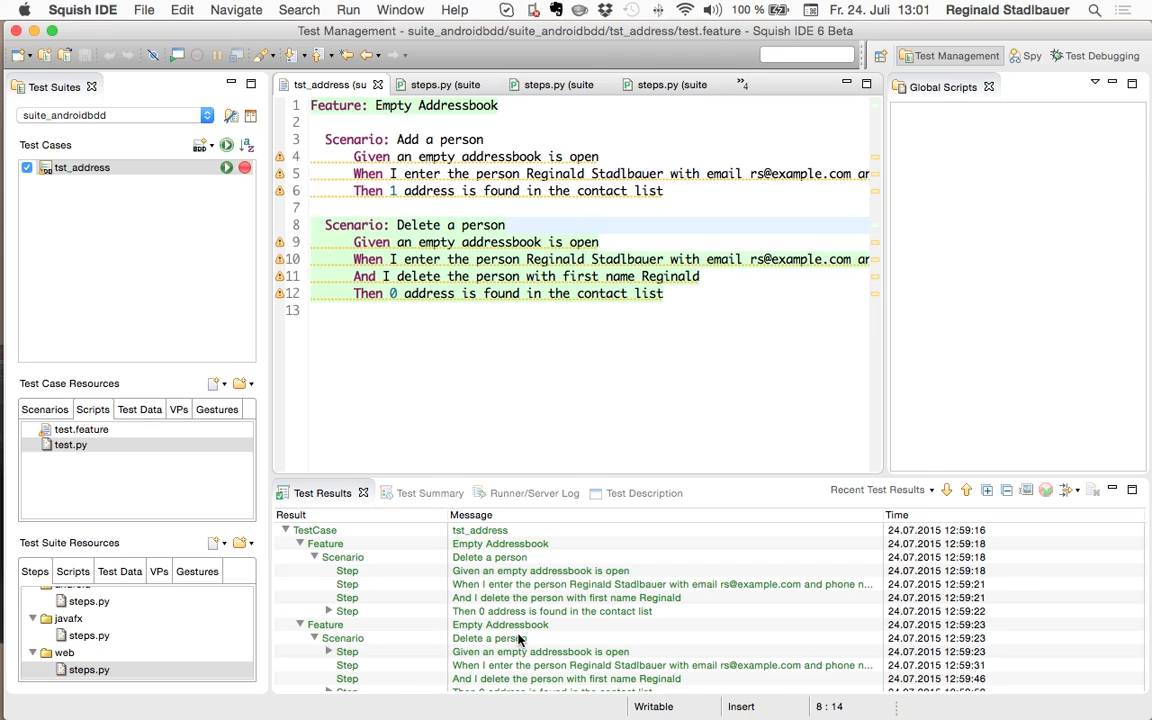 Squish IDE File Edit Navigate Search Run Window Help 100 % Fr. 24. Juli 13:01 Reginald Stadlbauer
Test Management - suite_androidbdd/suite_androidbdd/tst_address/test.feature - Squish IDE 6 Beta
Test Management Spy Test Debugging
Test Suites
suite_androidbdd
Test Cases
BDD
tst_address
Test Case Resources
Scenarios Scripts Test Data VPs Gestures
test.feature
test.py
Test Suite Resources
Steps Scripts Test Data VPs Gestures
steps.py
javafx
steps.py
web
steps.py
tst_address (su steps.py (suite steps.py (suite steps.py (suite »4
1 Feature: Empty Addressbook
2
3 Scenario: Add a person
4 Given an empty addressbook is open
5 When I enter the person Reginald Stadlbauer with email rs@example.com an
6 Then 1 address is found in the contact list
7
8 Scenario: Delete a person
9 Given an empty addressbook is open
10 When I enter the person Reginald Stadlbauer with email rs@example.com an
11 And I delete the person with first name Reginald
12 Then 0 address is found in the contact list
13
Global Scripts
Test Results Test Summary Runner/Server Log Test Description Recent Test Results
Result Message Time
TestCase tst_address 24.07.2015 12:59:16
Feature Empty Addressbook 24.07.2015 12:59:18
Scenario Delete a person 24.07.2015 12:59:18
Step Given an empty addressbook is open 24.07.2015 12:59:18
Step When I enter the person Reginald Stadlbauer with email rs@example.com and phone n... 24.07.2015 12:59:21
Step And I delete the person with first name Reginald 24.07.2015 12:59:21
Step Then 0 address is found in the contact list 24.07.2015 12:59:22
Feature Empty Addressbook 24.07.2015 12:59:23
Scenario Delete a person 24.07.2015 12:59:23
Step Given an empty addressbook is open 24.07.2015 12:59:23
Step When I enter the person Reginald Stadlbauer with email rs@example.com and phone n... 24.07.2015 12:59:31
Step And I delete the person with first name Reginald 24.07.2015 12:59:46
Writable Insert 8 : 14